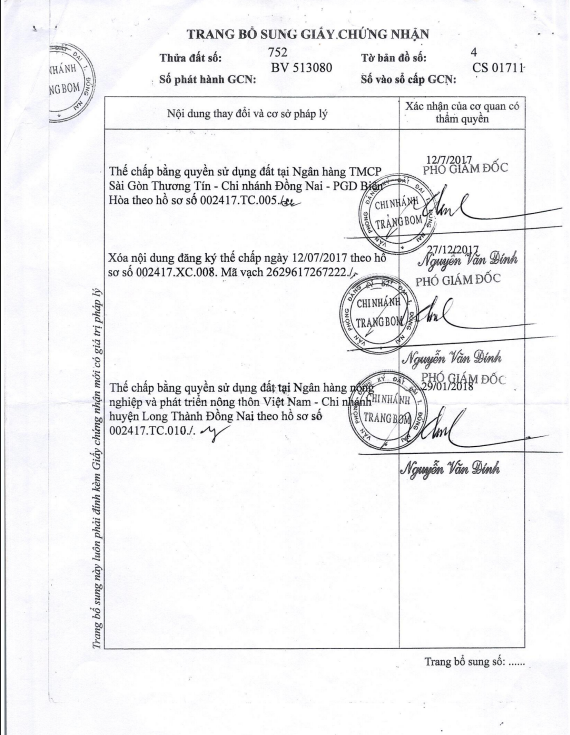 TRANG BỔ SUNG GIẤY CHỨNG NHẬN
Thửa đất số: 752 Tờ bản đồ số: 4
Số phát hành GCN: BV 513080 Số vào sổ cấp GCN: CS 01711
Nội dung thay đổi và cơ sở pháp lý
Xác nhận của cơ quan có
thẩm quyền
Thế chấp bằng quyền sử dụng đất tại Ngân hàng TMCP
Sài Gòn Thương Tín - Chi nhánh Đồng Nai - PGD Biên
Hòa theo hồ sơ số 002417.TC.005./.
12/7/2017
PHÓ GIÁM ĐỐC
CHI NHÁNH
TRẢNG BOM
Nguyễn Văn Đính
Xóa nội dung đăng ký thế chấp ngày 12/07/2017 theo hồ
sơ số 002417.XC.008. Mã vạch 2629617267222./.
27/12/2017
PHÓ GIÁM ĐỐC
CHI NHÁNH
TRẢNG BOM
Nguyễn Văn Đính
Thế chấp bằng quyền sử dụng đất tại Ngân hàng nông
nghiệp và phát triển nông thôn Việt Nam - Chi nhánh
huyện Long Thành Đồng Nai theo hồ sơ số
002417.TC.010./.
PHÓ GIÁM ĐỐC
29/01/2018
CHI NHÁNH
TRẢNG BOM
Nguyễn Văn Đính
Trang bổ sung này luôn phải đính kèm Giấy chứng nhận mới có giá trị pháp lý
Trang bổ sung số: ......